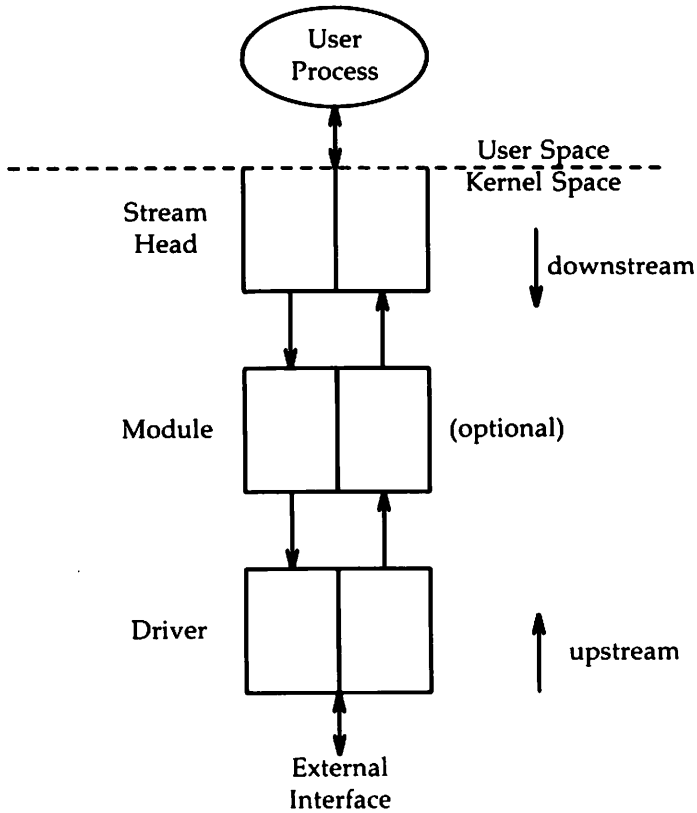 User
Process
User Space
Kernel Space
Stream
Head
downstream
Module
(optional)
Driver
upstream
External
Interface